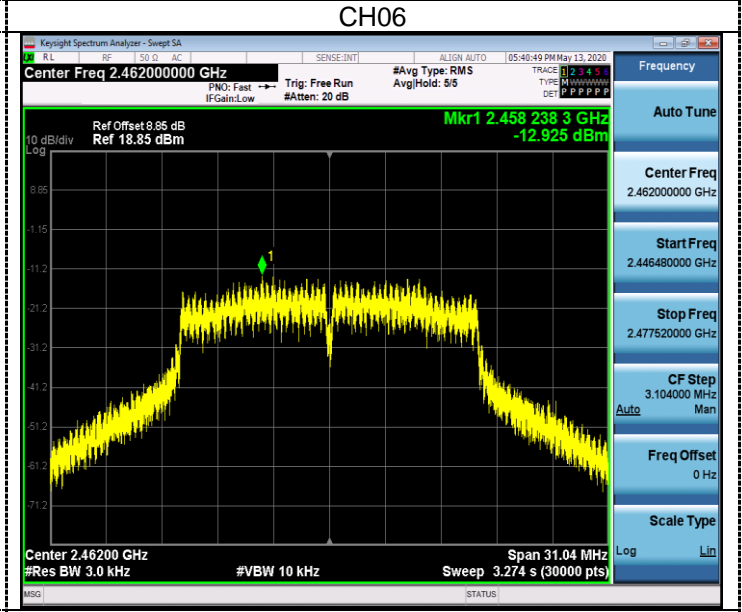 CH06
Keysight Spectrum Analyzer - Swept SA
RL RF 50 Ω AC SENSE:INT ALIGN AUTO 05:40:49 PM May 13, 2020
Center Freq 2.462000000 GHz
PNO: Fast
IFGain:Low
Trig: Free Run
#Atten: 20 dB
#Avg Type: RMS
Avg|Hold: 5/5
TRACE 1 2 3 4 5 6
TYPE M WWWWW
DET P P P P P P
Ref Offset 8.85 dB
10 dB/div Ref 18.85 dBm
Log
Mkr1 2.458 238 3 GHz
-12.925 dBm
8.85
-1.15
-11.2
-21.2
-31.2
-41.2
-51.2
-61.2
-71.2
1
Center 2.46200 GHz
#Res BW 3.0 kHz
#VBW 10 kHz
Span 31.04 MHz
Sweep 3.274 s (30000 pts)
MSG
STATUS
Frequency
Auto Tune
Center Freq
2.462000000 GHz
Start Freq
2.446480000 GHz
Stop Freq
2.477520000 GHz
CF Step
3.104000 MHz
Auto Man
Freq Offset
0 Hz
Scale Type
Log Lin